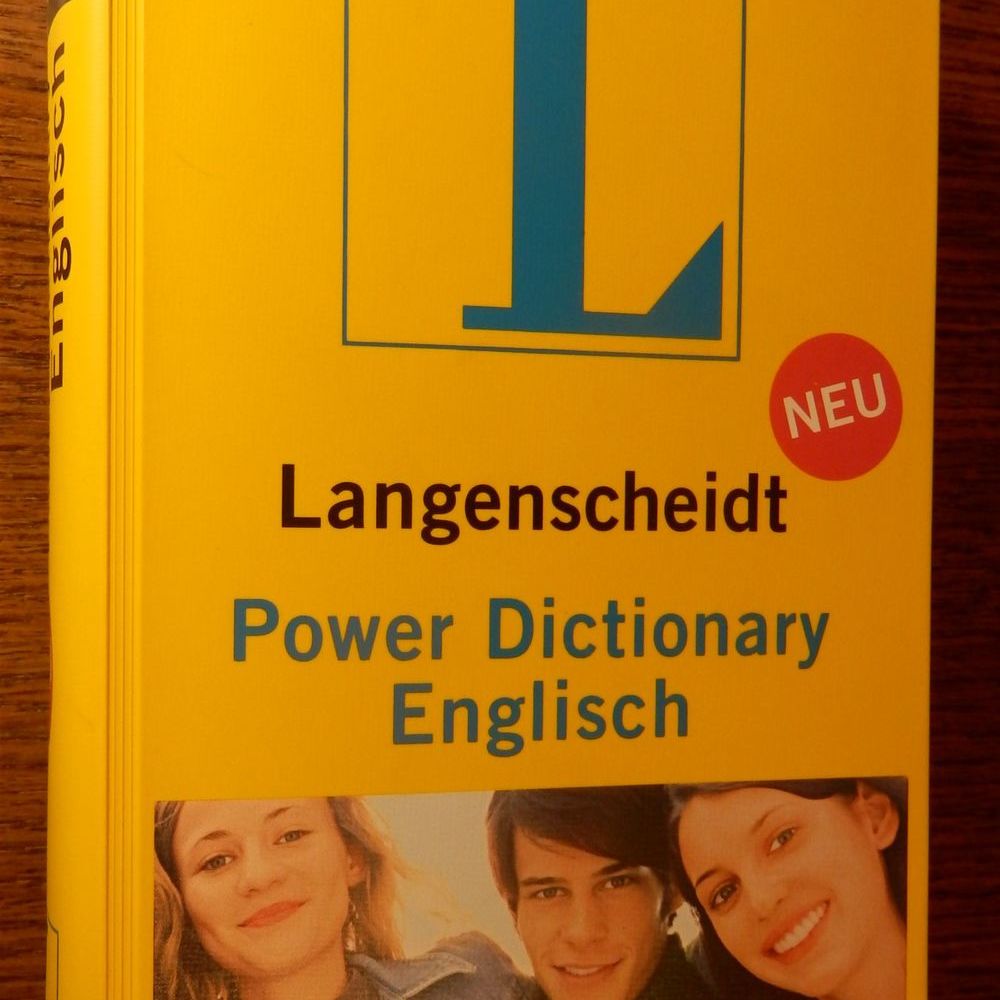 Englisch
L
NEU
Langenscheidt
Power Dictionary
Englisch